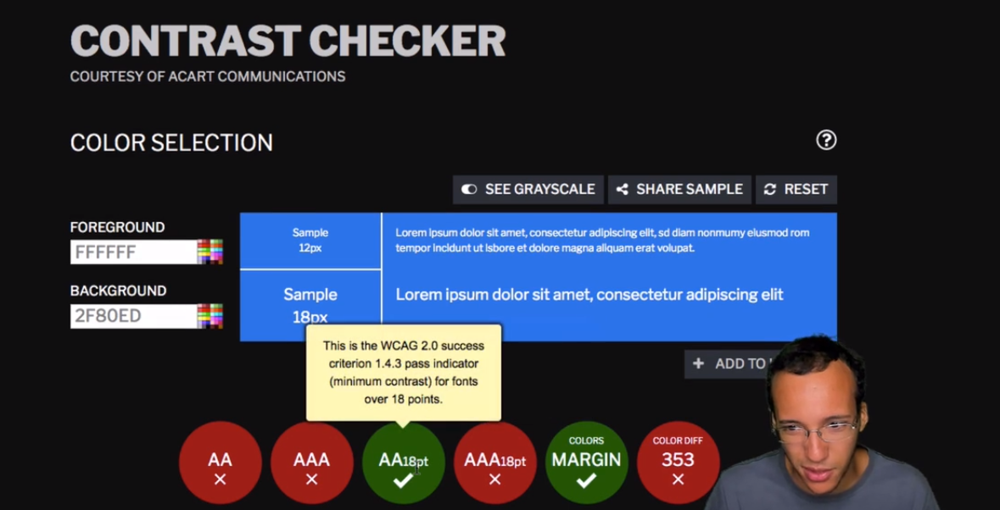 CONTRAST CHECKER
COURTESY OF ACART COMMUNICATIONS
COLOR SELECTION
SEE GRAYSCALE
SHARE SAMPLE
RESET
FOREGROUND
FFFFFF
BACKGROUND
2F80ED
Sample
12px
Lorem ipsum dolor sit amet, consectetur adipiscing elit, sd diam nonmumy eiusmod rom
tempor incidunt ut lsbore et dolore magna aliquam erat volupat.
Sample
18px
Lorem ipsum dolor sit amet, consectetur adipiscing elit
This is the WCAG 2.0 success
criterion 1.4.3 pass indicator
(minimum contrast) for fonts
over 18 points.
+ ADD TO
AA
AAA
AA18pt
AAA18pt
COLORS
MARGIN
COLOR DIFF
353